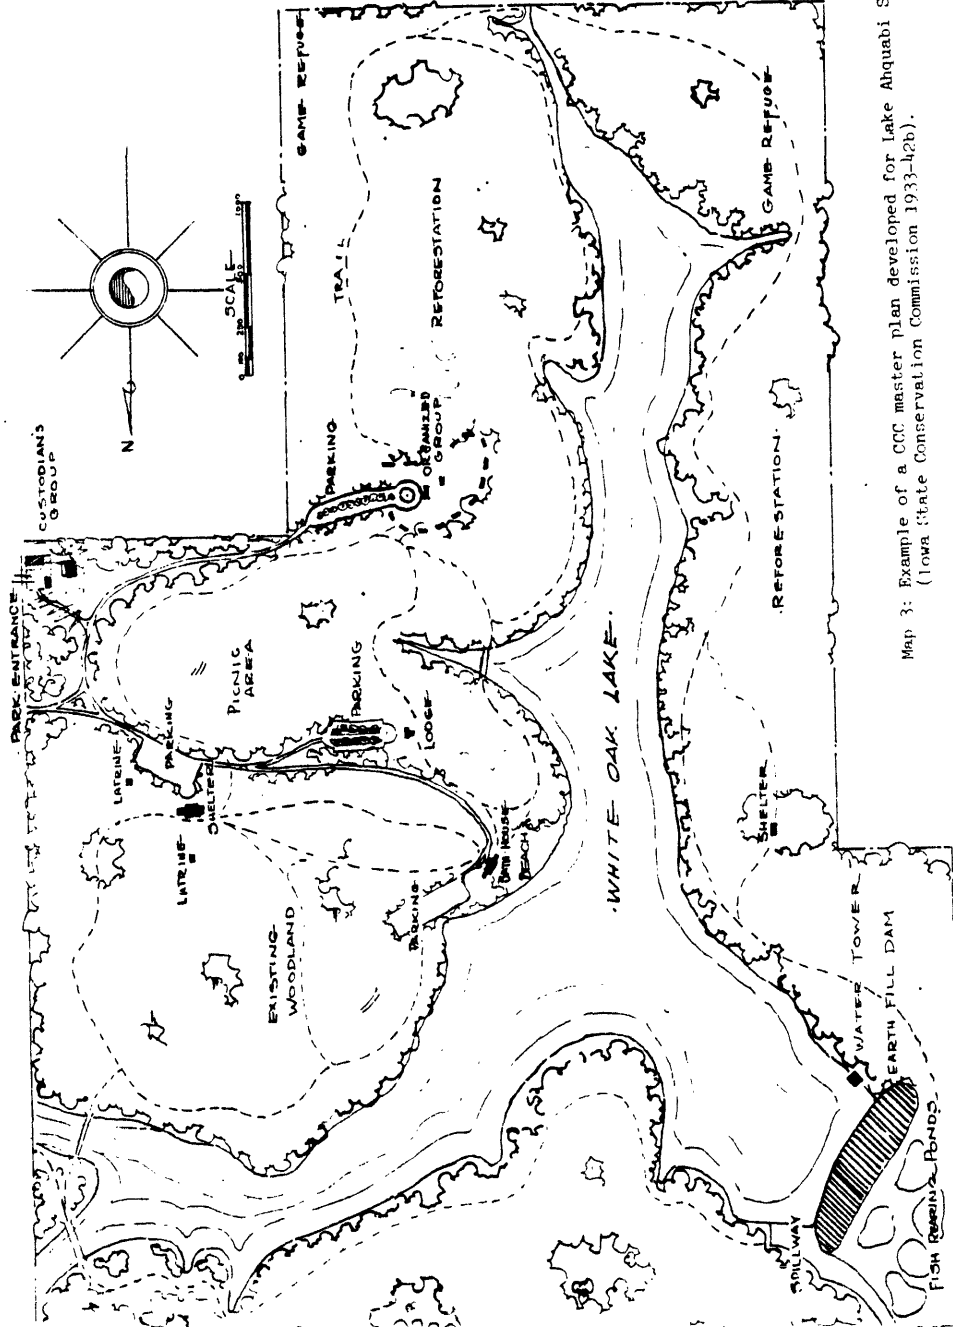 GAME REFUGE
TRAIL
REFORESTATION
GAME REFUGE
SCALE
N
CUSTODIANS
GROUP
PARKING
ORGANIZED
GROUP
PARK ENTRANCE
PICNIC
AREA
PARKING
LODGE
PARKING
LATRINE
SHELTER
LATRINE
BATH HOUSE
BEACH
PARKING
EXISTING
WOODLAND
WHITE OAK LAKE.
REFORESTATION.
SHELTER
WATER TOWER
EARTH FILL DAM
SPILLWAY
FISH REARING PONDS
Map 3: Example of a CCC master plan developed for Lake Ahquabi S
(Iowa State Conservation Commission 1933-42b).